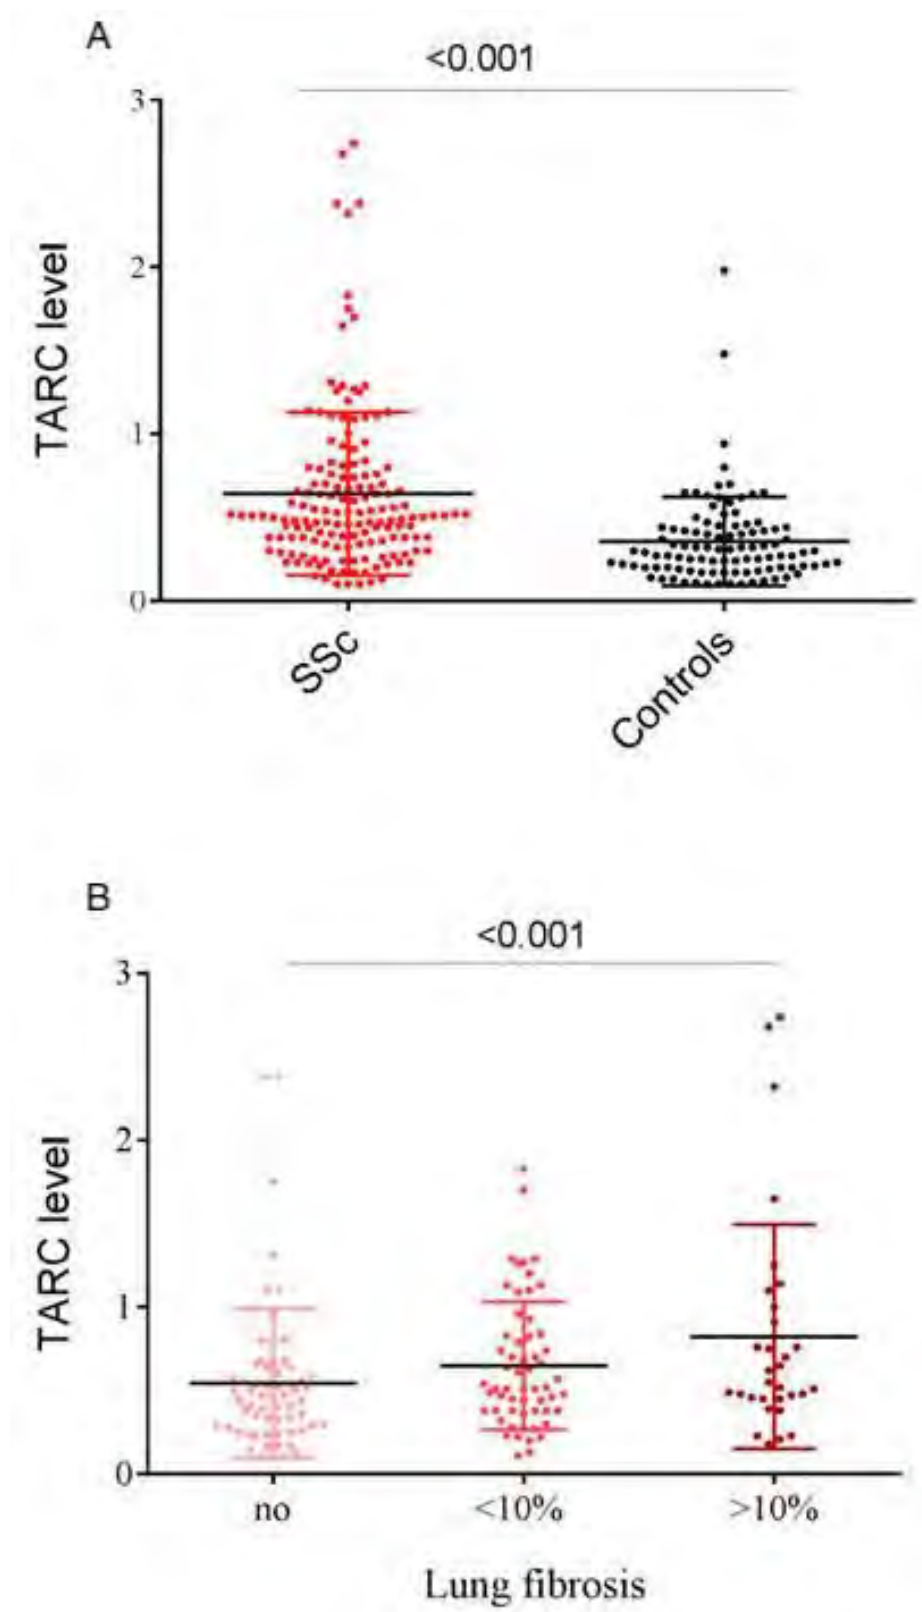 A
<0.001
3
2
1
0
TARC level
SSc
Controls
B
<0.001
3
2
1
0
TARC level
no
<10%
>10%
Lung fibrosis